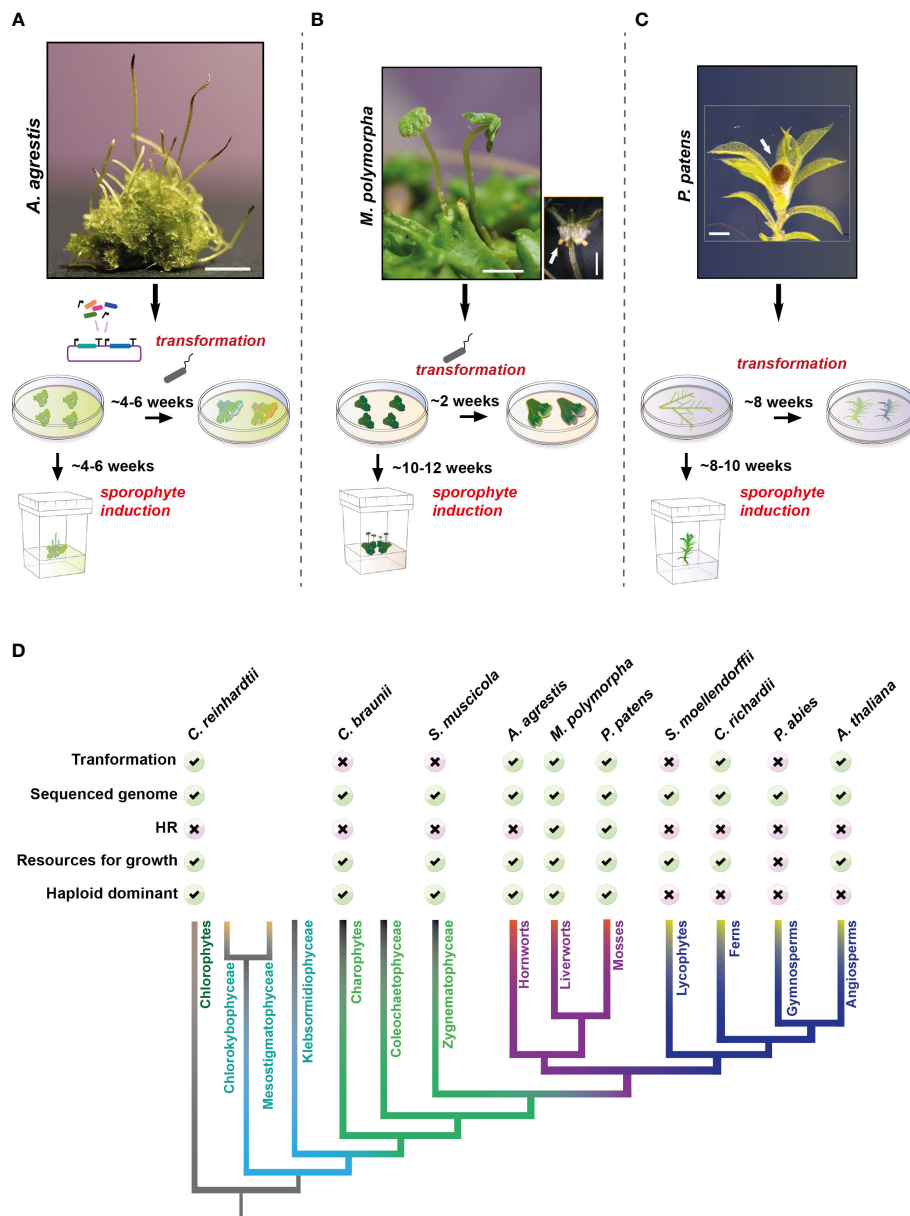 A
A. agrestis
transformation
~4-6 weeks
~4-6 weeks
sporophyte
induction
B
M. polymorpha
transformation
~2 weeks
~10-12 weeks
sporophyte
induction
C
P. patens
transformation
~8 weeks
~8-10 weeks
sporophyte
induction
D
C. reinhardtii
C. braunii
S. muscicola
A. agrestis
M. polymorpha
P. patens
S. moellendorffii
C. richardii
P. abies
A. thaliana
Tranformation
Sequenced genome
HR
Resources for growth
Haploid dominant
Chlorophytes
Chlorokybophyceae
Mesostigmatophyceae
Klebsormidiophyceae
Charophytes
Coleochaetophyceae
Zygnematophyceae
Hornworts
Liverworts
Mosses
Lycophytes
Ferns
Gymnosperms
Angiosperms